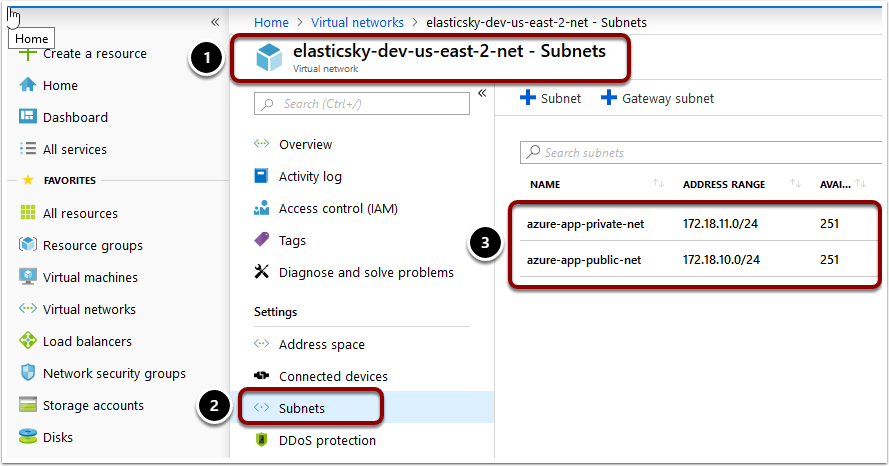 Home
Create a resource
Home
Dashboard
All services
FAVORITES
All resources
Resource groups
Virtual machines
Virtual networks
Load balancers
Network security groups
Storage accounts
Disks
«
Home > Virtual networks > elasticsky-dev-us-east-2-net - Subnets
1
elasticsky-dev-us-east-2-net - Subnets
Virtual network
Search (Ctrl+/)
«
Overview
Activity log
Access control (IAM)
Tags
Diagnose and solve problems
Settings
Address space
Connected devices
2
Subnets
DDoS protection
Subnet Gateway subnet
Search subnets
NAME ADDRESS RANGE AVAI...
3
azure-app-private-net 172.18.11.0/24 251
azure-app-public-net 172.18.10.0/24 251